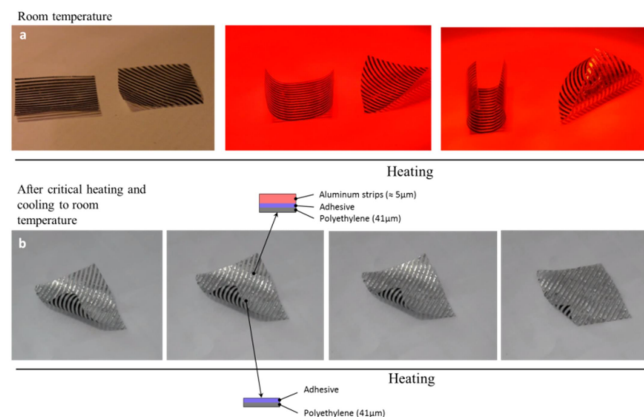 Room temperature
a
Heating
After critical heating and
cooling to room
temperature
Aluminum strips (≈ 5μm)
Adhesive
Polyethylene (41μm)
b
Heating
Adhesive
Polyethylene (41μm)